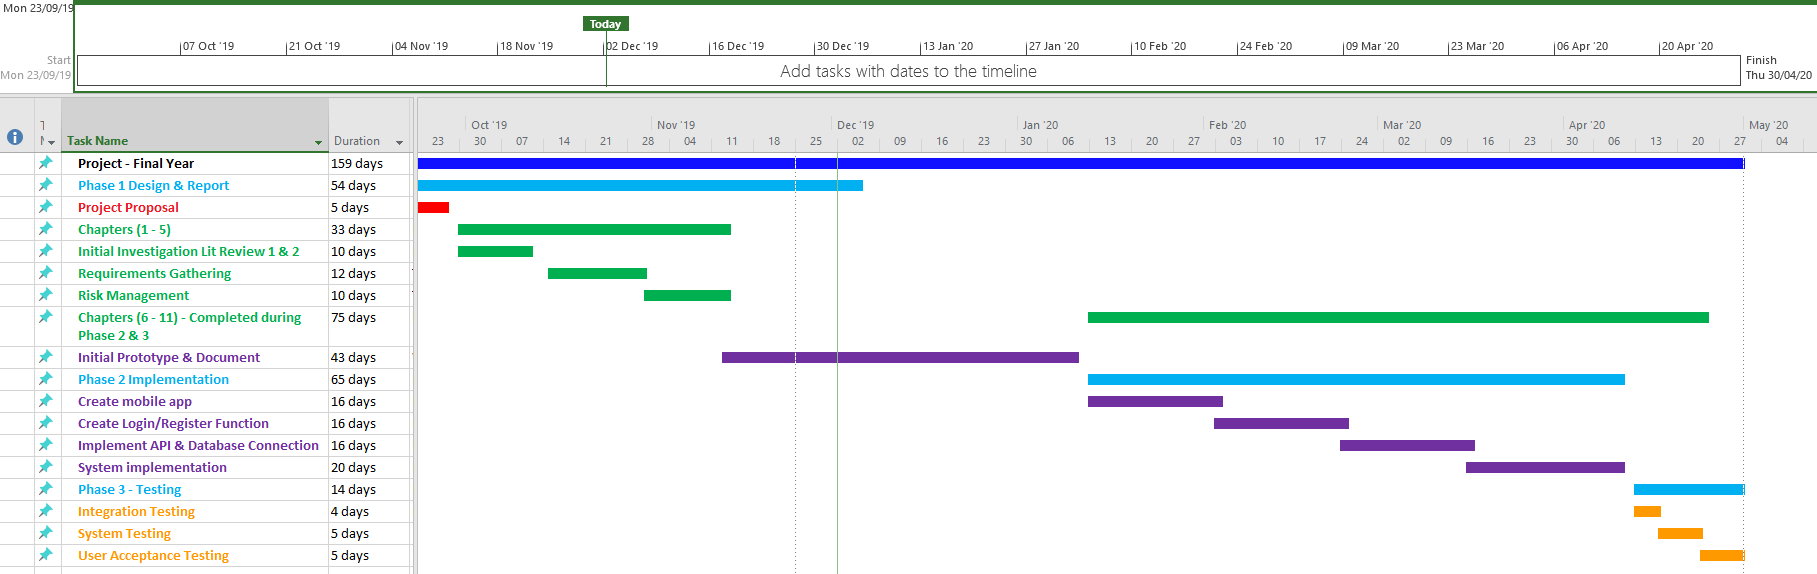 Mon 23/09/19
Today
07 Oct '19 21 Oct '19 04 Nov '19 18 Nov '19 02 Dec '19 16 Dec '19 30 Dec '19 13 Jan '20 27 Jan '20 10 Feb '20 24 Feb '20 09 Mar '20 23 Mar '20 06 Apr '20 20 Apr '20
Start
Mon 23/09/19
Add tasks with dates to the timeline
Finish
Thu 30/04/20
Oct '19 Nov '19 Dec '19 Jan '20 Feb '20 Mar '20 Apr '20 May '20
Task Name Duration 23 30 07 14 21 28 04 11 18 25 02 09 16 23 30 06 13 20 27 03 10 17 24 02 09 16 23 30 06 13 20 27 04
Project - Final Year 159 days
Phase 1 Design & Report 54 days
Project Proposal 5 days
Chapters (1 - 5) 33 days
Initial Investigation Lit Review 1 & 2 10 days
Requirements Gathering 12 days
Risk Management 10 days
Chapters (6 - 11) - Completed during 75 days
Phase 2 & 3
Initial Prototype & Document 43 days
Phase 2 Implementation 65 days
Create mobile app 16 days
Create Login/Register Function 16 days
Implement API & Database Connection 16 days
System implementation 20 days
Phase 3 - Testing 14 days
Integration Testing 4 days
System Testing 5 days
User Acceptance Testing 5 days